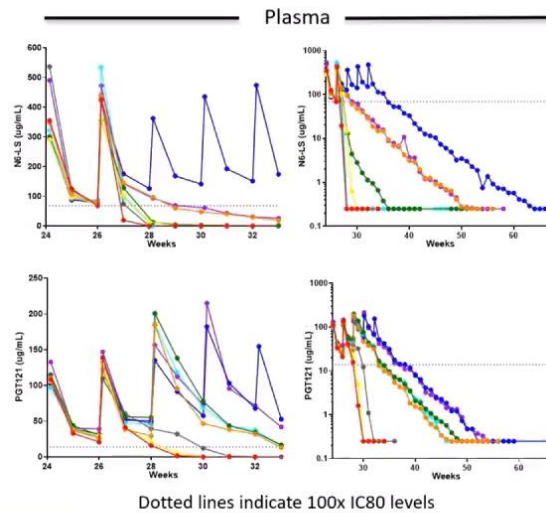 Plasma
N6-LS
(ug/mL)
600
500
400
300
200
100
0
24 26 28 30 32
Weeks
N6-LS
(ug/mL)
1000
100
10
1
0.1
30 40 50 60
Weeks
PGT121 (ug/mL)
250
200
150
100
50
0
24 26 28 30 32
Weeks
PGT121 (ug/mL)
1000
100
10
1
0.1
30 40 50 60
Weeks
Dotted lines indicate 100x IC80 levels